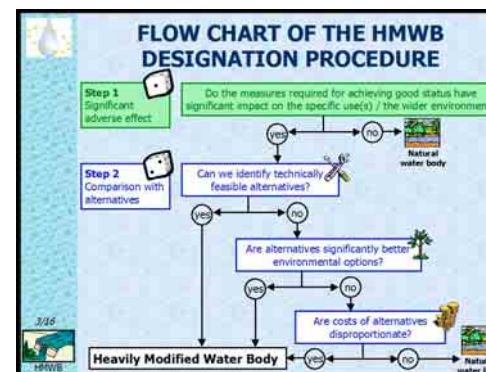 FLOW CHART OF THE HMWB
DESIGNATION PROCEDURE
Step 1
Significant
adverse effect
Do the measures required for achieving good status have
significant impact on the specific use(s) / the wider environme
yes
no
Natural
water body
Step 2
Comparison with
alternatives
Can we identify technically
feasible alternatives?
yes
no
Are alternatives significantly better
environmental options?
yes
no
Are costs of alternatives
disproportionate?
3/16
HMWB
Heavily Modified Water Body
yes
no
Natu